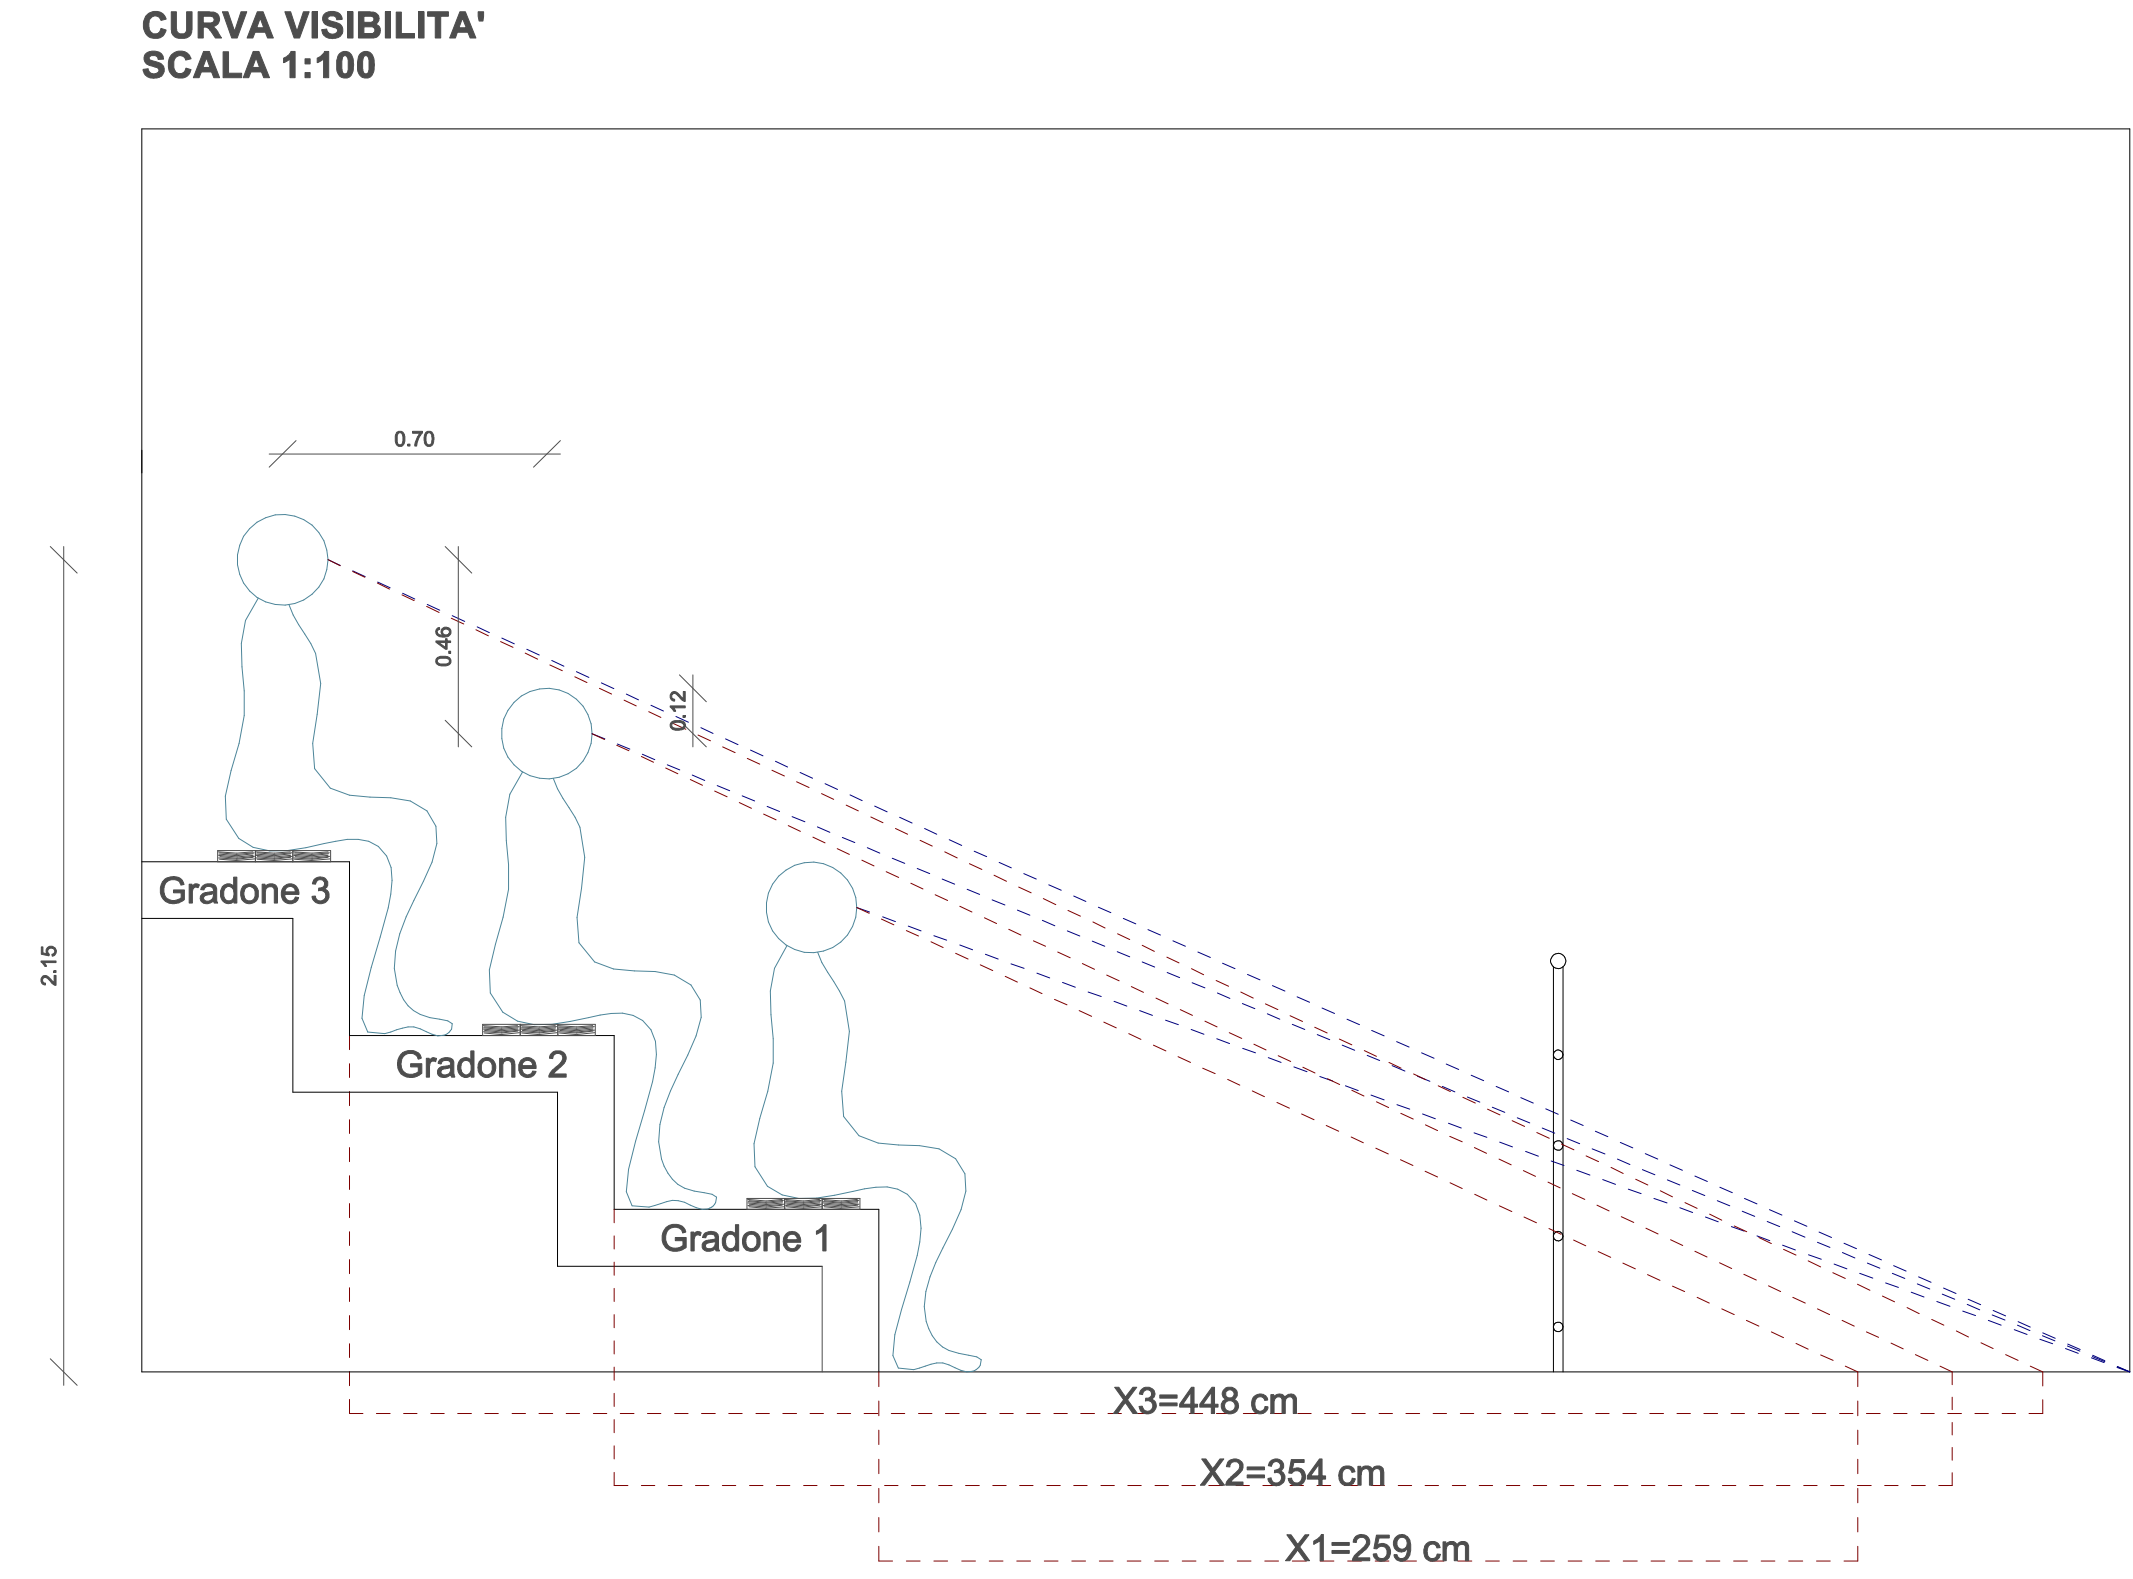 CURVA VISIBILITA'
SCALA 1:100
0.70
0.46
0.12
2.15
Gradone 3
Gradone 2
Gradone 1
X3=448 cm
X2=354 cm
X1=259 cm